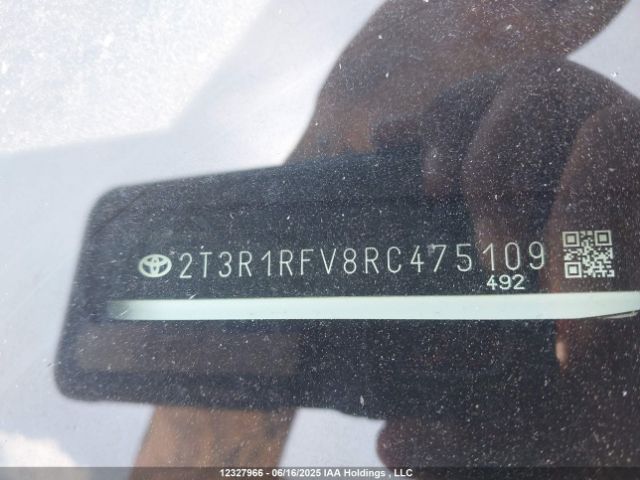 2T3R1RFV8RC475109
492
12327966 - 06/16/2025 IAA Holdings , LLC